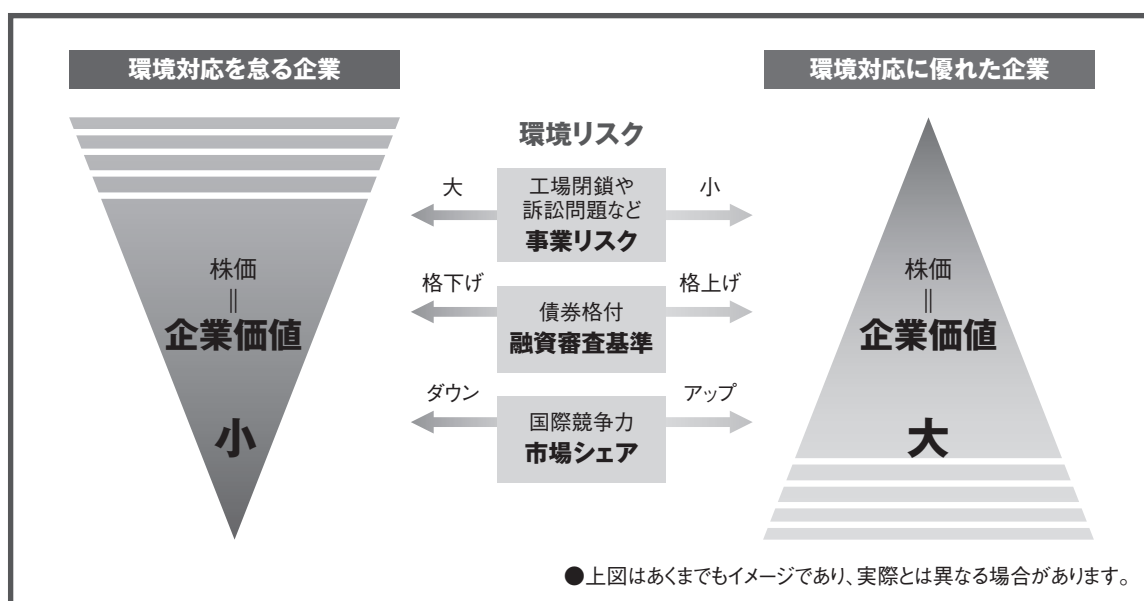 環境対応を怠る企業
環境対応に優れた企業
環境リスク
大
工場閉鎖や
訴訟問題など
事業リスク
小
株価
||
企業価値
小
格下げ
債券格付
融資審査基準
格上げ
ダウン
国際競争力
市場シェア
アップ
株価
||
企業価値
大
●上図はあくまでもイメージであり、実際とは異なる場合があります。